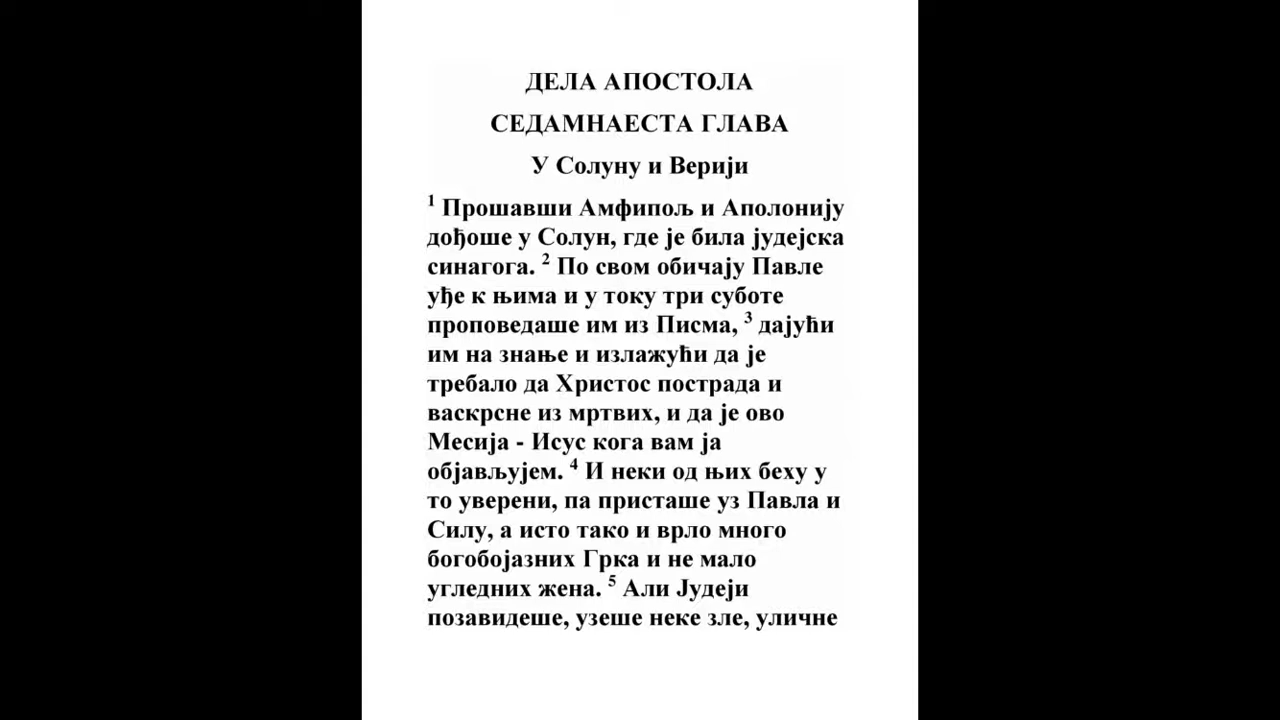 ДЕЛА АПОСТОЛА
СЕДАМНАЕСТА ГЛАВА
У Солуну и Верији
¹ Прошавши Амфипољ и Аполонију
дођоше у Солун, где је била јудејска
синагога. ² По свом обичају Павле
уђе к њима и у току три суботе
проповедаше им из Писма, ³ дајући
им на знање и излажући да је
требало да Христос пострада и
васкрсне из мртвих, и да је ово
Месија - Исус кога вам ја
објављујем. ⁴ И неки од њих беху у
то уверени, па присташе уз Павла и
Силу, а исто тако и врло много
богобојазних Грка и не мало
угледних жена. ⁵ Али Јудеји
позавидеше, узеше неке зле, уличне